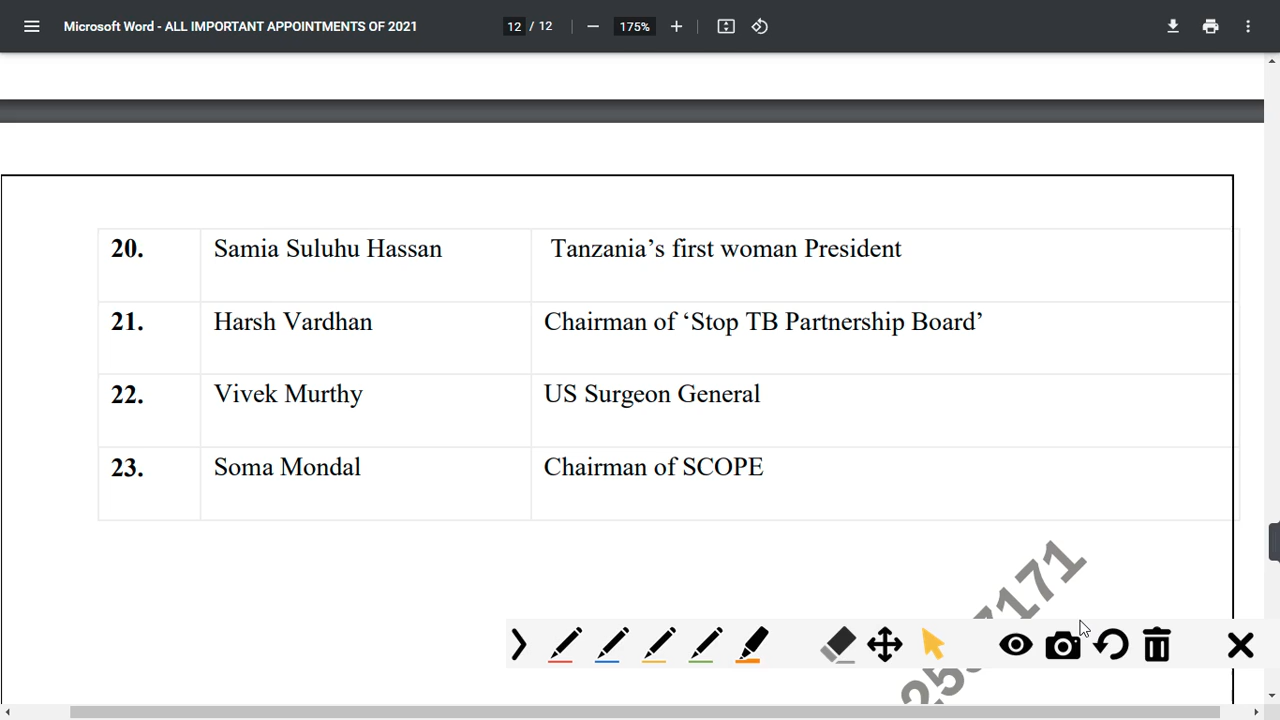 Microsoft Word - ALL IMPORTANT APPOINTMENTS OF 2021 12 / 12 175%
20. Samia Suluhu Hassan Tanzania’s first woman President
21. Harsh Vardhan Chairman of ‘Stop TB Partnership Board’
22. Vivek Murthy US Surgeon General
23. Soma Mondal Chairman of SCOPE